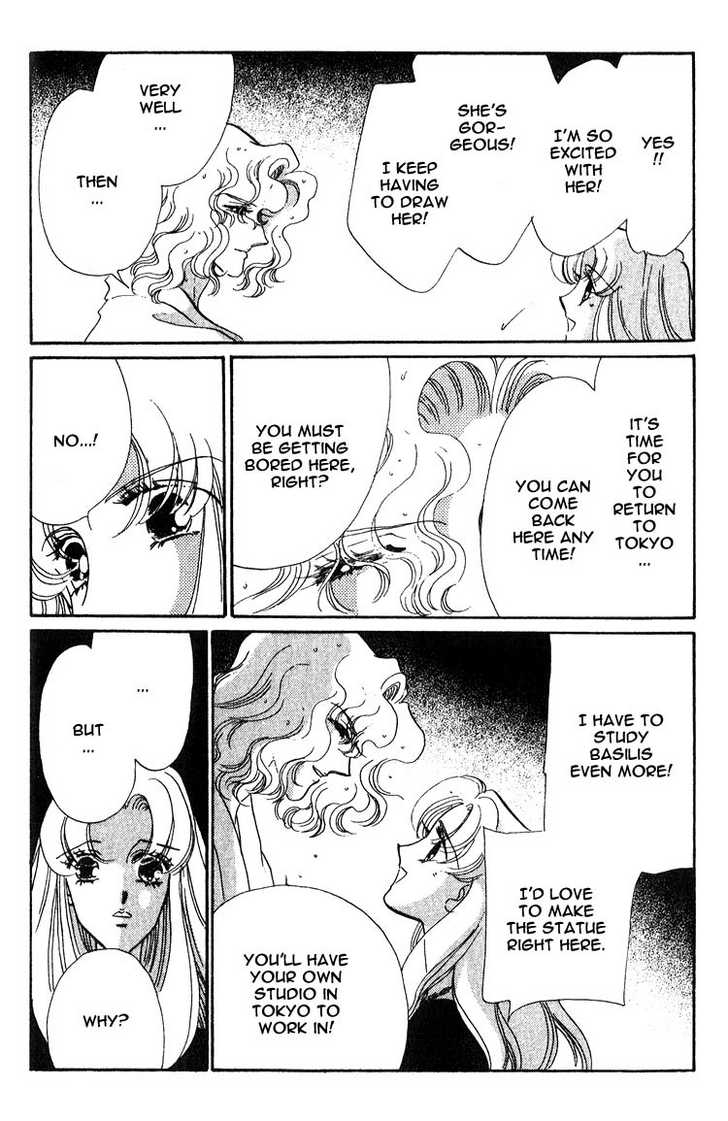 YES
!!
I'M SO
EXCITED
WITH
HER!
SHE'S
GOR-
GEOUS!
I KEEP
HAVING
TO DRAW
HER!
VERY
WELL
...
THEN
...
IT'S
TIME
FOR
YOU
TO
RETURN
TO
TOKYO
...
YOU CAN
COME
BACK
HERE ANY
TIME!
YOU MUST
BE GETTING
BORED HERE,
RIGHT?
NO...!
I HAVE TO
STUDY
BASILIS
EVEN MORE!
I'D LOVE
TO MAKE
THE STATUE
RIGHT HERE.
YOU'LL HAVE
YOUR OWN
STUDIO IN
TOKYO TO
WORK IN!
...
BUT
...
WHY?